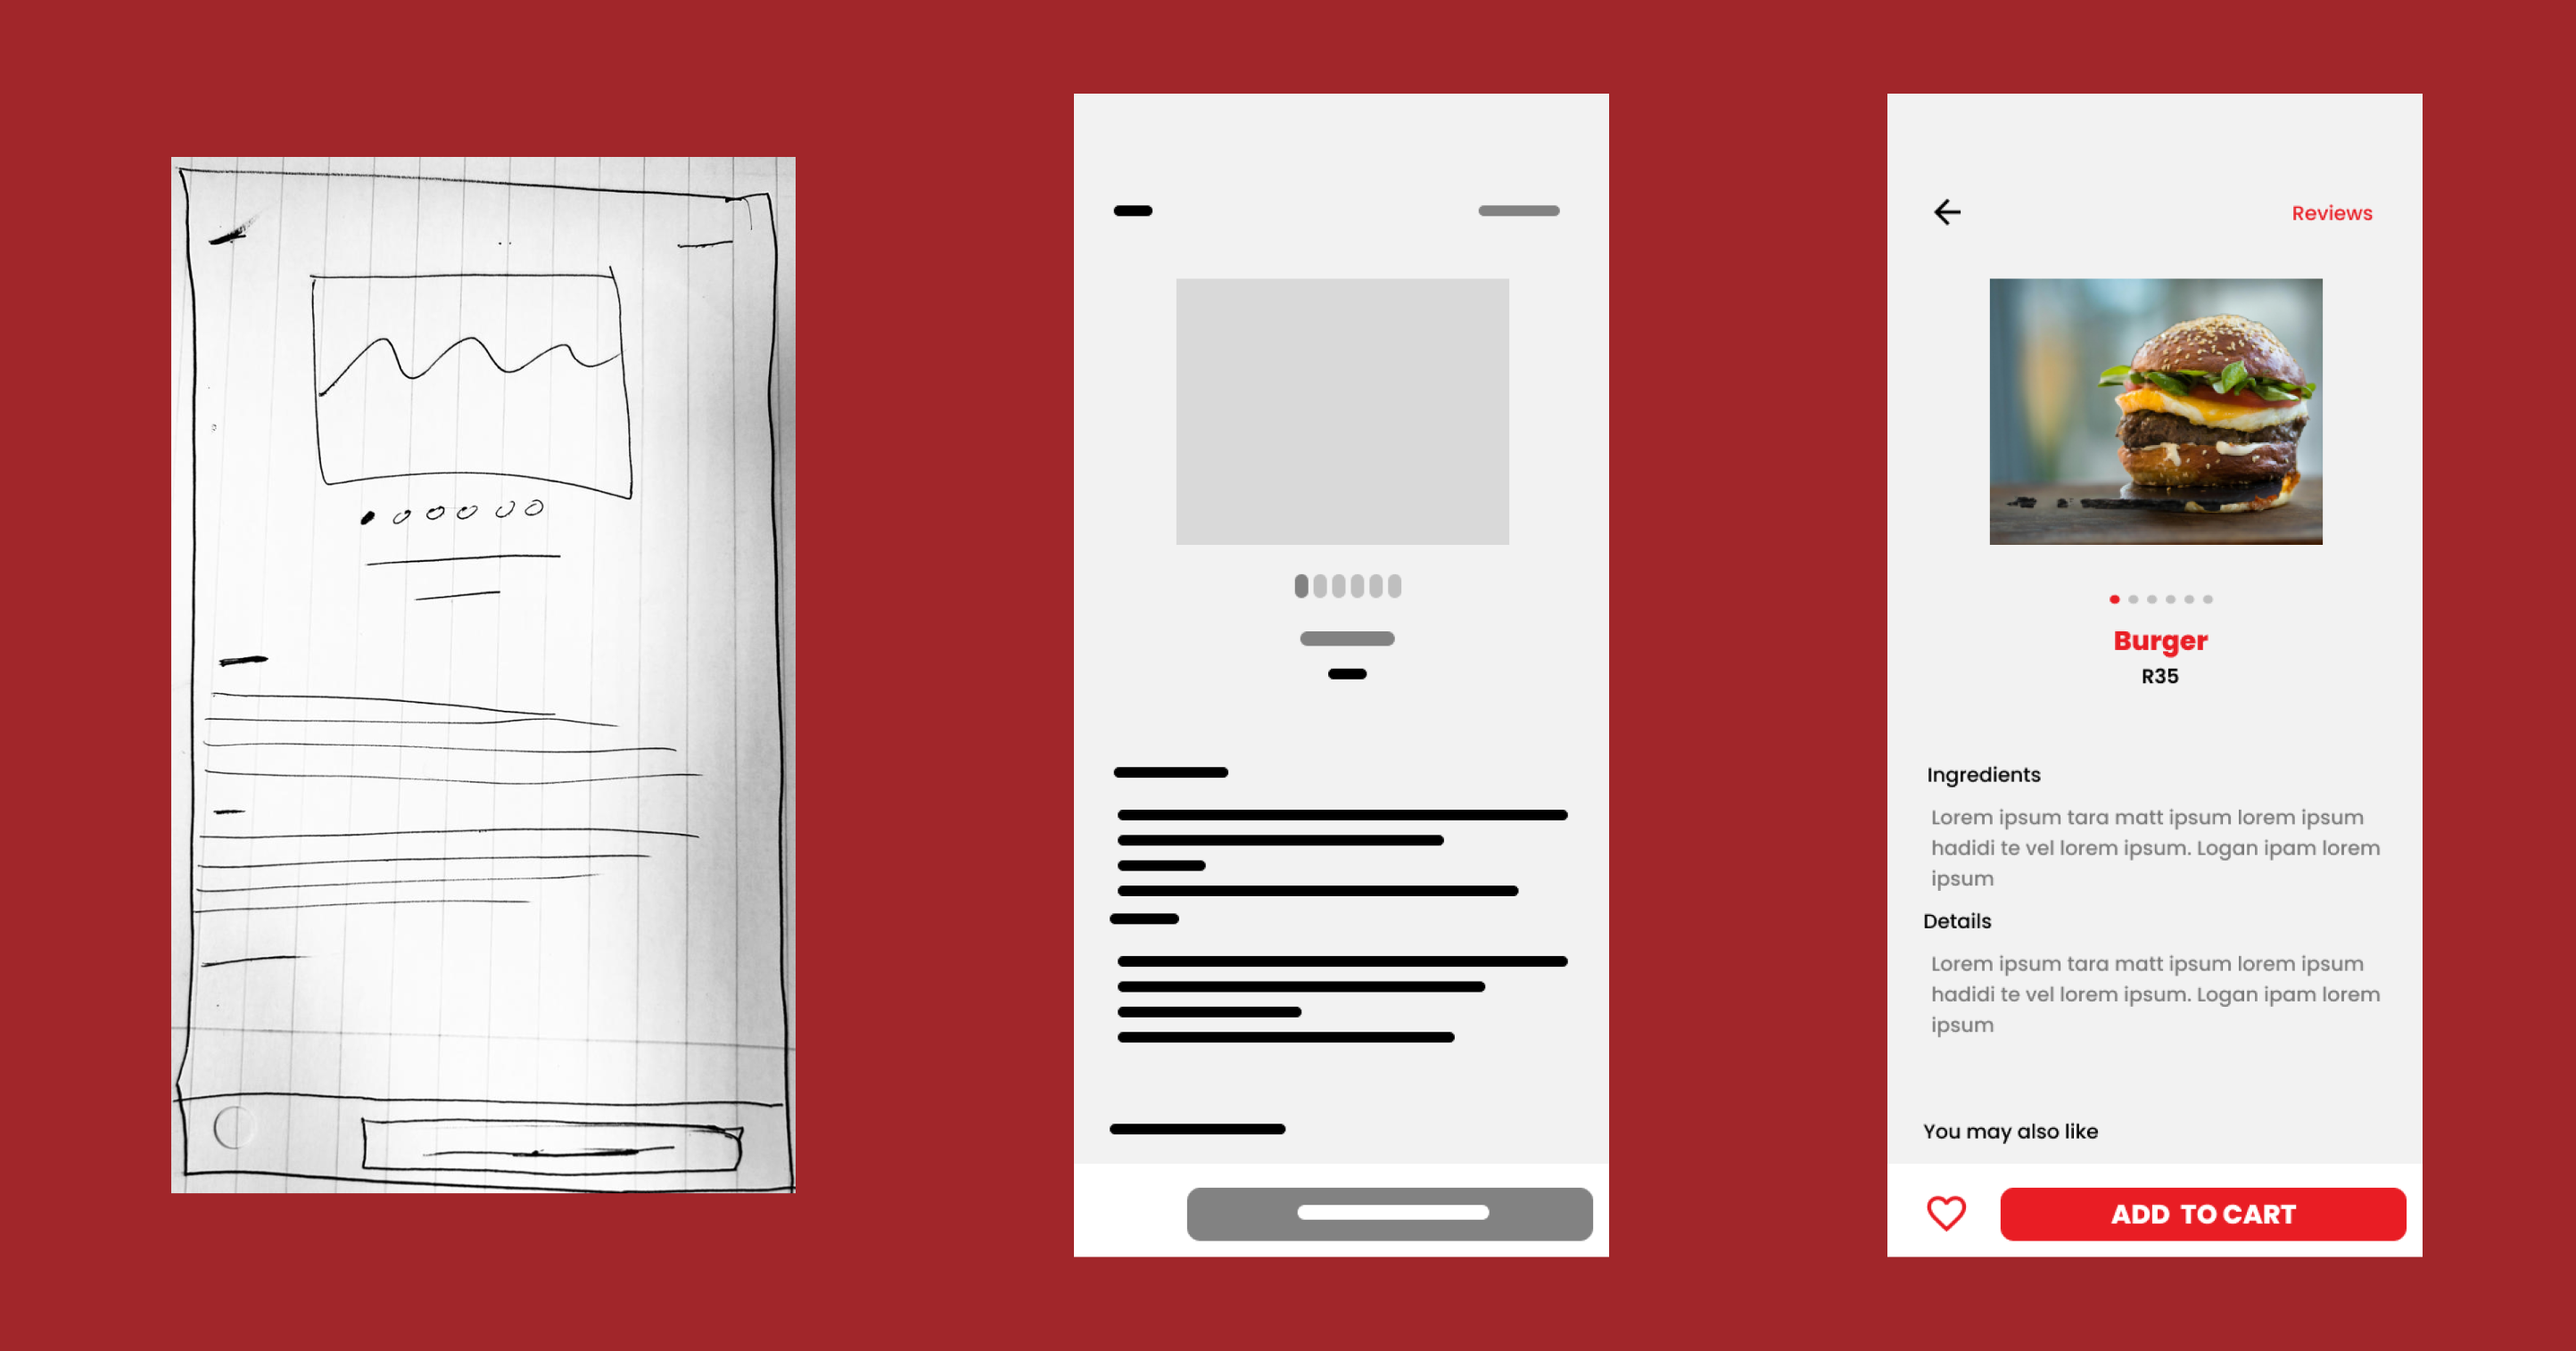 Reviews
Burger
R35
Ingredients
Lorem ipsum tara matt ipsum lorem ipsum
hadidi te vel lorem ipsum. Logan ipam lorem
ipsum
Details
Lorem ipsum tara matt ipsum lorem ipsum
hadidi te vel lorem ipsum. Logan ipam lorem
ipsum
You may also like
ADD TO CART